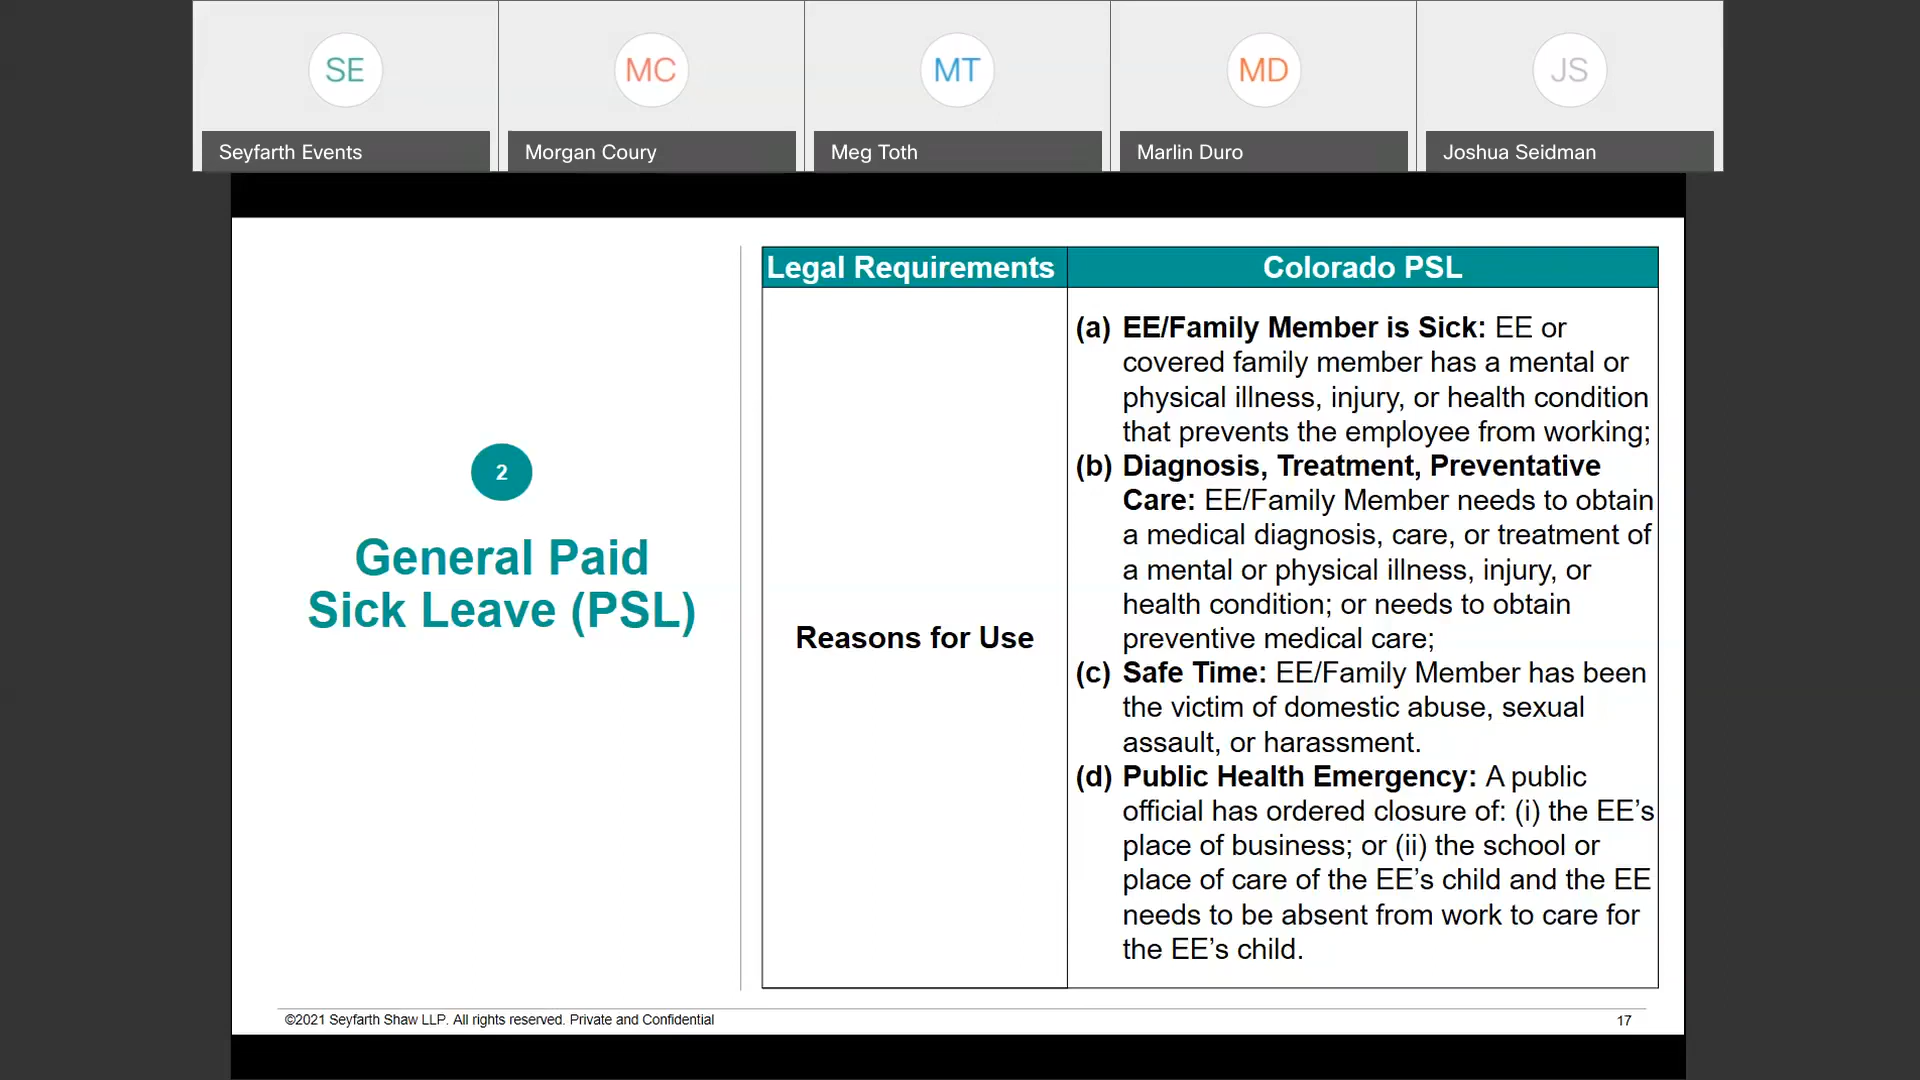 SE
MC
MT
MD
JS
Seyfarth Events
Morgan Coury
Meg Toth
Marlin Duro
Joshua Seidman
2
General Paid
Sick Leave (PSL)
Legal Requirements
Colorado PSL
Reasons for Use
(a) EE/Family Member is Sick: EE or
covered family member has a mental or
physical illness, injury, or health condition
that prevents the employee from working;
(b) Diagnosis, Treatment, Preventative
Care: EE/Family Member needs to obtain
a medical diagnosis, care, or treatment of
a mental or physical illness, injury, or
health condition; or needs to obtain
preventive medical care;
(c) Safe Time: EE/Family Member has been
the victim of domestic abuse, sexual
assault, or harassment.
(d) Public Health Emergency: A public
official has ordered closure of: (i) the EE’s
place of business; or (ii) the school or
place of care of the EE’s child and the EE
needs to be absent from work to care for
the EE’s child.
©2021 Seyfarth Shaw LLP. All rights reserved. Private and Confidential
17